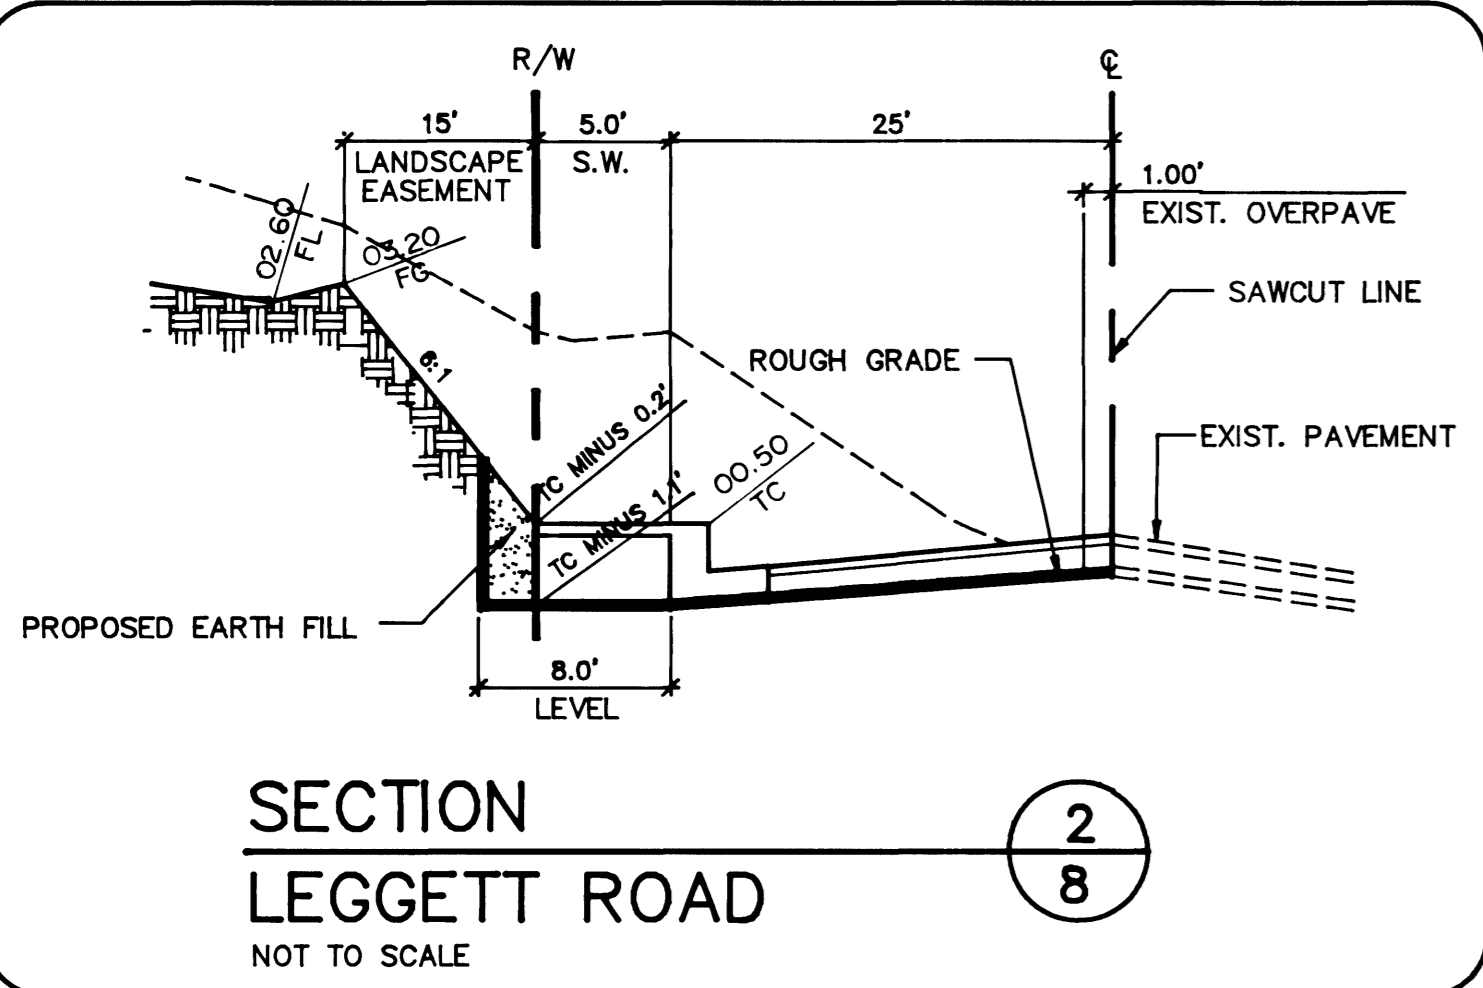 R/W
℄
15'
5.0'
25'
LANDSCAPE
EASEMENT
S.W.
1.00'
EXIST. OVERPAVE
02.60
FL
03.20
FG
SAWCUT LINE
6:1
ROUGH GRADE
TC MINUS 0.2'
00.50
TC
EXIST. PAVEMENT
TC MINUS 1.1'
PROPOSED EARTH FILL
8.0'
LEVEL
SECTION
2
8
LEGGETT ROAD
NOT TO SCALE